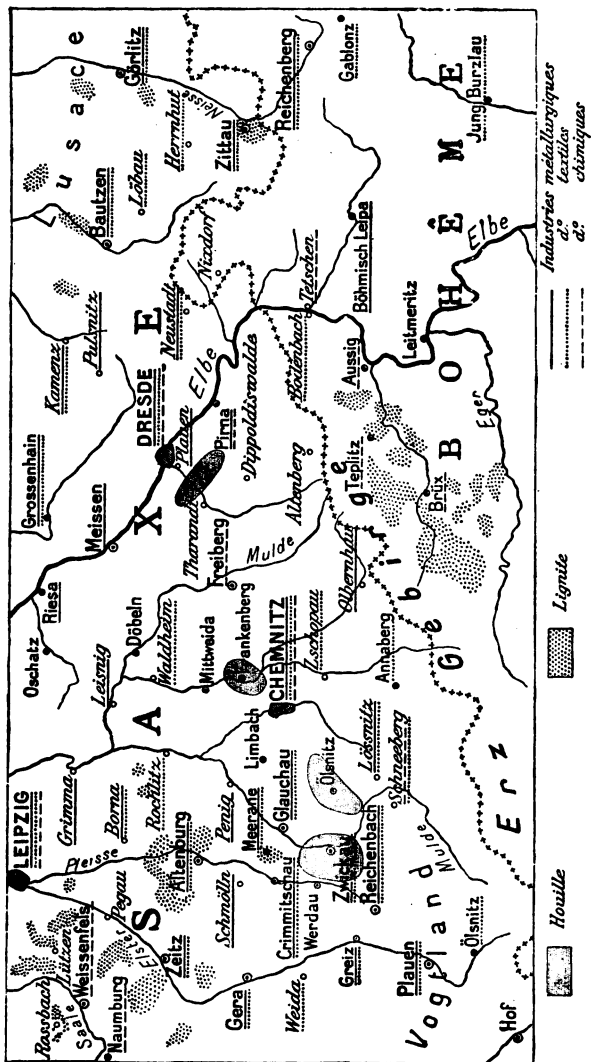 Rossbach
Lützen
Saale
Weissenfels
Naumburg
LEIPZIG
Pegau
Elster
Pleisse
Zeitz
Gera
Weida
Schmölln
Altenburg
Grimma
Borna
Rochlitz
Penig
Meerane
Glauchau
Crimmitschau
Werdau
Zwickau
Reichenbach
Greiz
Plauen
Ölsnitz
Hof
Vogtland
Mulde
Schneeberg
Lössnitz
Ölsnitz
Limbach
CHEMNITZ
Oschatz
Riesa
Leisnig
Döbeln
Waldheim
Mittweida
Frankenberg
Zschopau
Annaberg
Olbernhau
Grossenhain
Meissen
Tharandt
Freiberg
Mulde
Altenberg
Dippoldiswalde
DRESDE
Plauen
Pirna
Elbe
Kamenz
Pulsnitz
Bautzen
Löbau
Herrnhut
Görlitz
Neisse
Zittau
Reichenberg
Gablonz
Neustadt
Nixdorf
Bodenbach
Tetschen
Böhmisch Leipa
Aussig
Leitmeritz
Teplitz
Brüx
Eger
Elbe
Jung Burzlau
SAXE
usace
Erz Gebige
BOHÊME
Houille
Lignite
Industries métallurgiques
d.º textiles
d.º chimiques